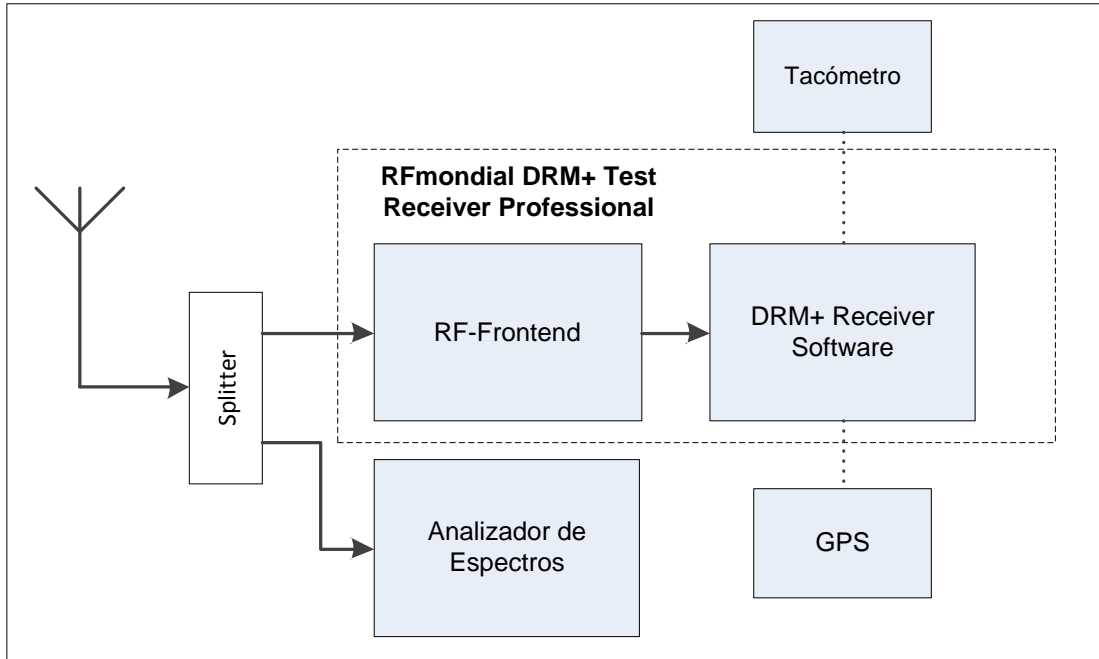 Tacómetro
RFmondial DRM+ Test
Receiver Professional
RF-Frontend
DRM+ Receiver
Software
Splitter
Analizador de
Espectros
GPS